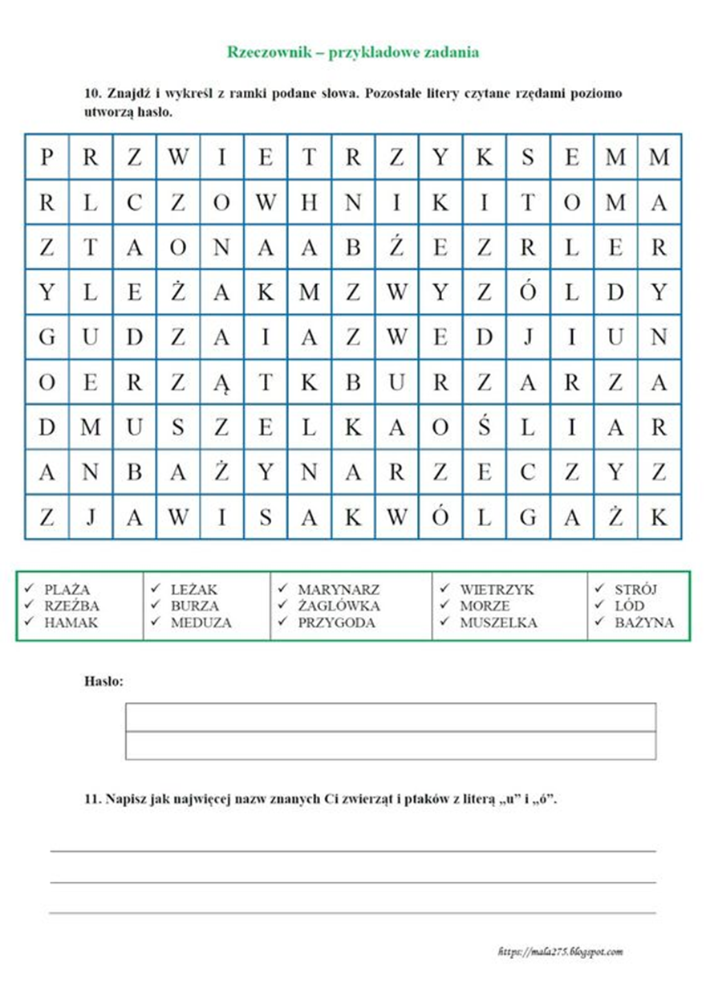 Rzeczownik – przykładowe zadania
10. Znajdź i wykreśl z ramki podane słowa. Pozostałe litery czytane rzędami poziomo
utworzą hasło.
P R Z W I E T R Z Y K S E M M
R L C Z O W H N I K I T O M A
Z T A O N A A B Ź E Z R L E R
Y L E Ż A K M Z W Y Z Ó L D Y
G U D Z A I A Z W E D J I U N
O E R Z Ą T K B U R Z A R Z A
D M U S Z E L K A O Ś L I A R
A N B A Ż Y N A R Z E C Z Y Z
Z J A W I S A K W Ó L G A Ż K
✓ PLAŻA ✓ LEŻAK ✓ MARYNARZ ✓ WIETRZYK ✓ STRÓJ
✓ RZEŹBA ✓ BURZA ✓ ŻAGLÓWKA ✓ MORZE ✓ LÓD
✓ HAMAK ✓ MEDUZA ✓ PRZYGODA ✓ MUSZELKA ✓ BAŻYNA
Hasło:
11. Napisz jak najwięcej nazw znanych Ci zwierząt i ptaków z literą „u” i „ó”.
https://mala275.blogspot.com